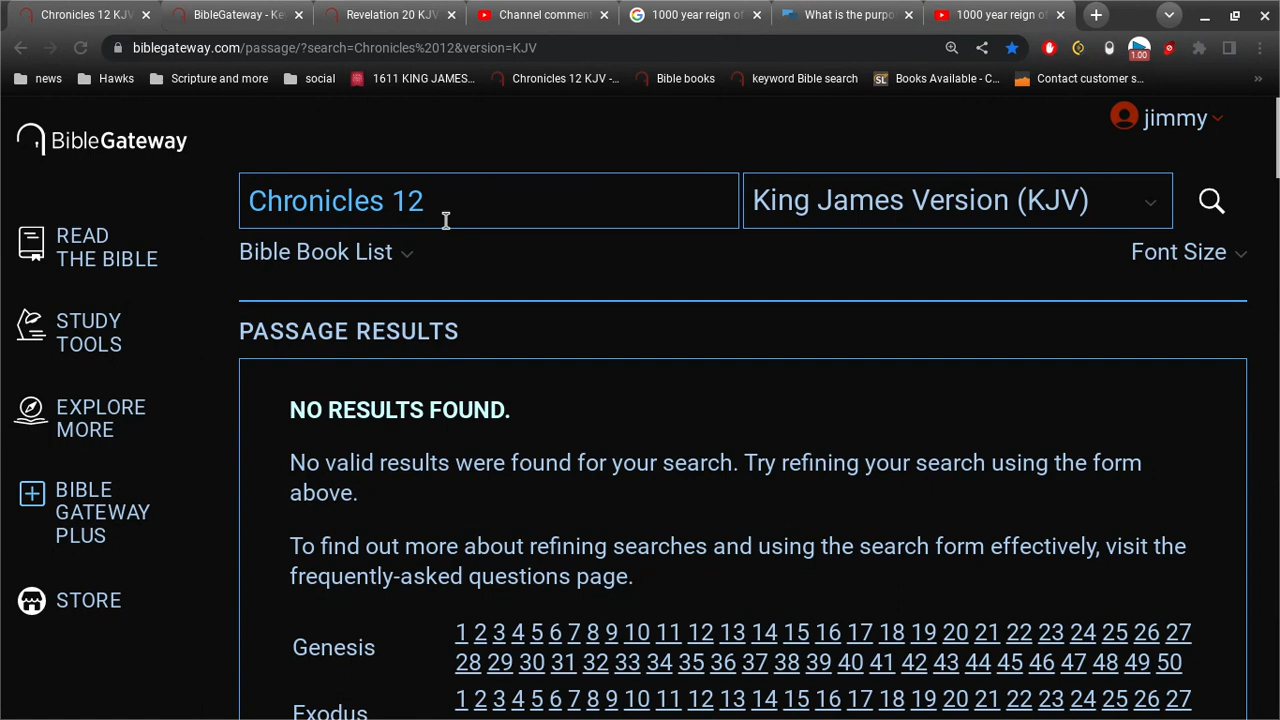 Chronicles 12 KJV
BibleGateway - Ke
Revelation 20 KJV
Channel commen
1000 year reign of
What is the purpo
1000 year reign of
biblegateway.com/passage/?search=Chronicles%2012&version=KJV
1.00
news
Hawks
Scripture and more
social
1611 KING JAMES...
Chronicles 12 KJV -...
Bible books
keyword Bible search
SL
Books Available - C...
Contact customer s...
»
BibleGateway
jimmy
Chronicles 12
King James Version (KJV)
Bible Book List
Font Size
READ
THE BIBLE
STUDY
TOOLS
EXPLORE
MORE
BIBLE
GATEWAY
PLUS
STORE
PASSAGE RESULTS
NO RESULTS FOUND.
No valid results were found for your search. Try refining your search using the form
above.
To find out more about refining searches and using the search form effectively, visit the
frequently-asked questions page.
Genesis
1 2 3 4 5 6 7 8 9 10 11 12 13 14 15 16 17 18 19 20 21 22 23 24 25 26 27
28 29 30 31 32 33 34 35 36 37 38 39 40 41 42 43 44 45 46 47 48 49 50
Exodus
1 2 3 4 5 6 7 8 9 10 11 12 13 14 15 16 17 18 19 20 21 22 23 24 25 26 27